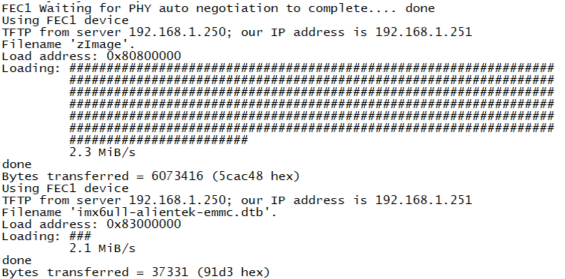 FEC1 Waiting for PHY auto negotiation to complete.... done
Using FEC1 device
TFTP from server 192.168.1.250; our IP address is 192.168.1.251
Filename 'zImage'.
Load address: 0x80800000
Loading: #################################################################
#################################################################
#################################################################
#################################################################
#################################################################
#################################################################
########################
2.3 MiB/s
done
Bytes transferred = 6073416 (5cac48 hex)
Using FEC1 device
TFTP from server 192.168.1.250; our IP address is 192.168.1.251
Filename 'imx6ull-alientek-emmc.dtb'.
Load address: 0x83000000
Loading: ###
2.1 MiB/s
done
Bytes transferred = 37331 (91d3 hex)